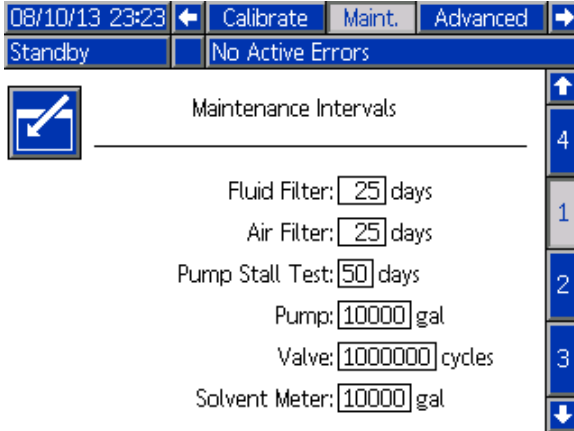 08/10/13 23:23 Calibrate Maint. Advanced
Standby No Active Errors
Maintenance Intervals
4
Fluid Filter: 25 days
1
Air Filter: 25 days
Pump Stall Test: 50 days
2
Pump: 10000 gal
Valve: 1000000 cycles
3
Solvent Meter: 10000 gal